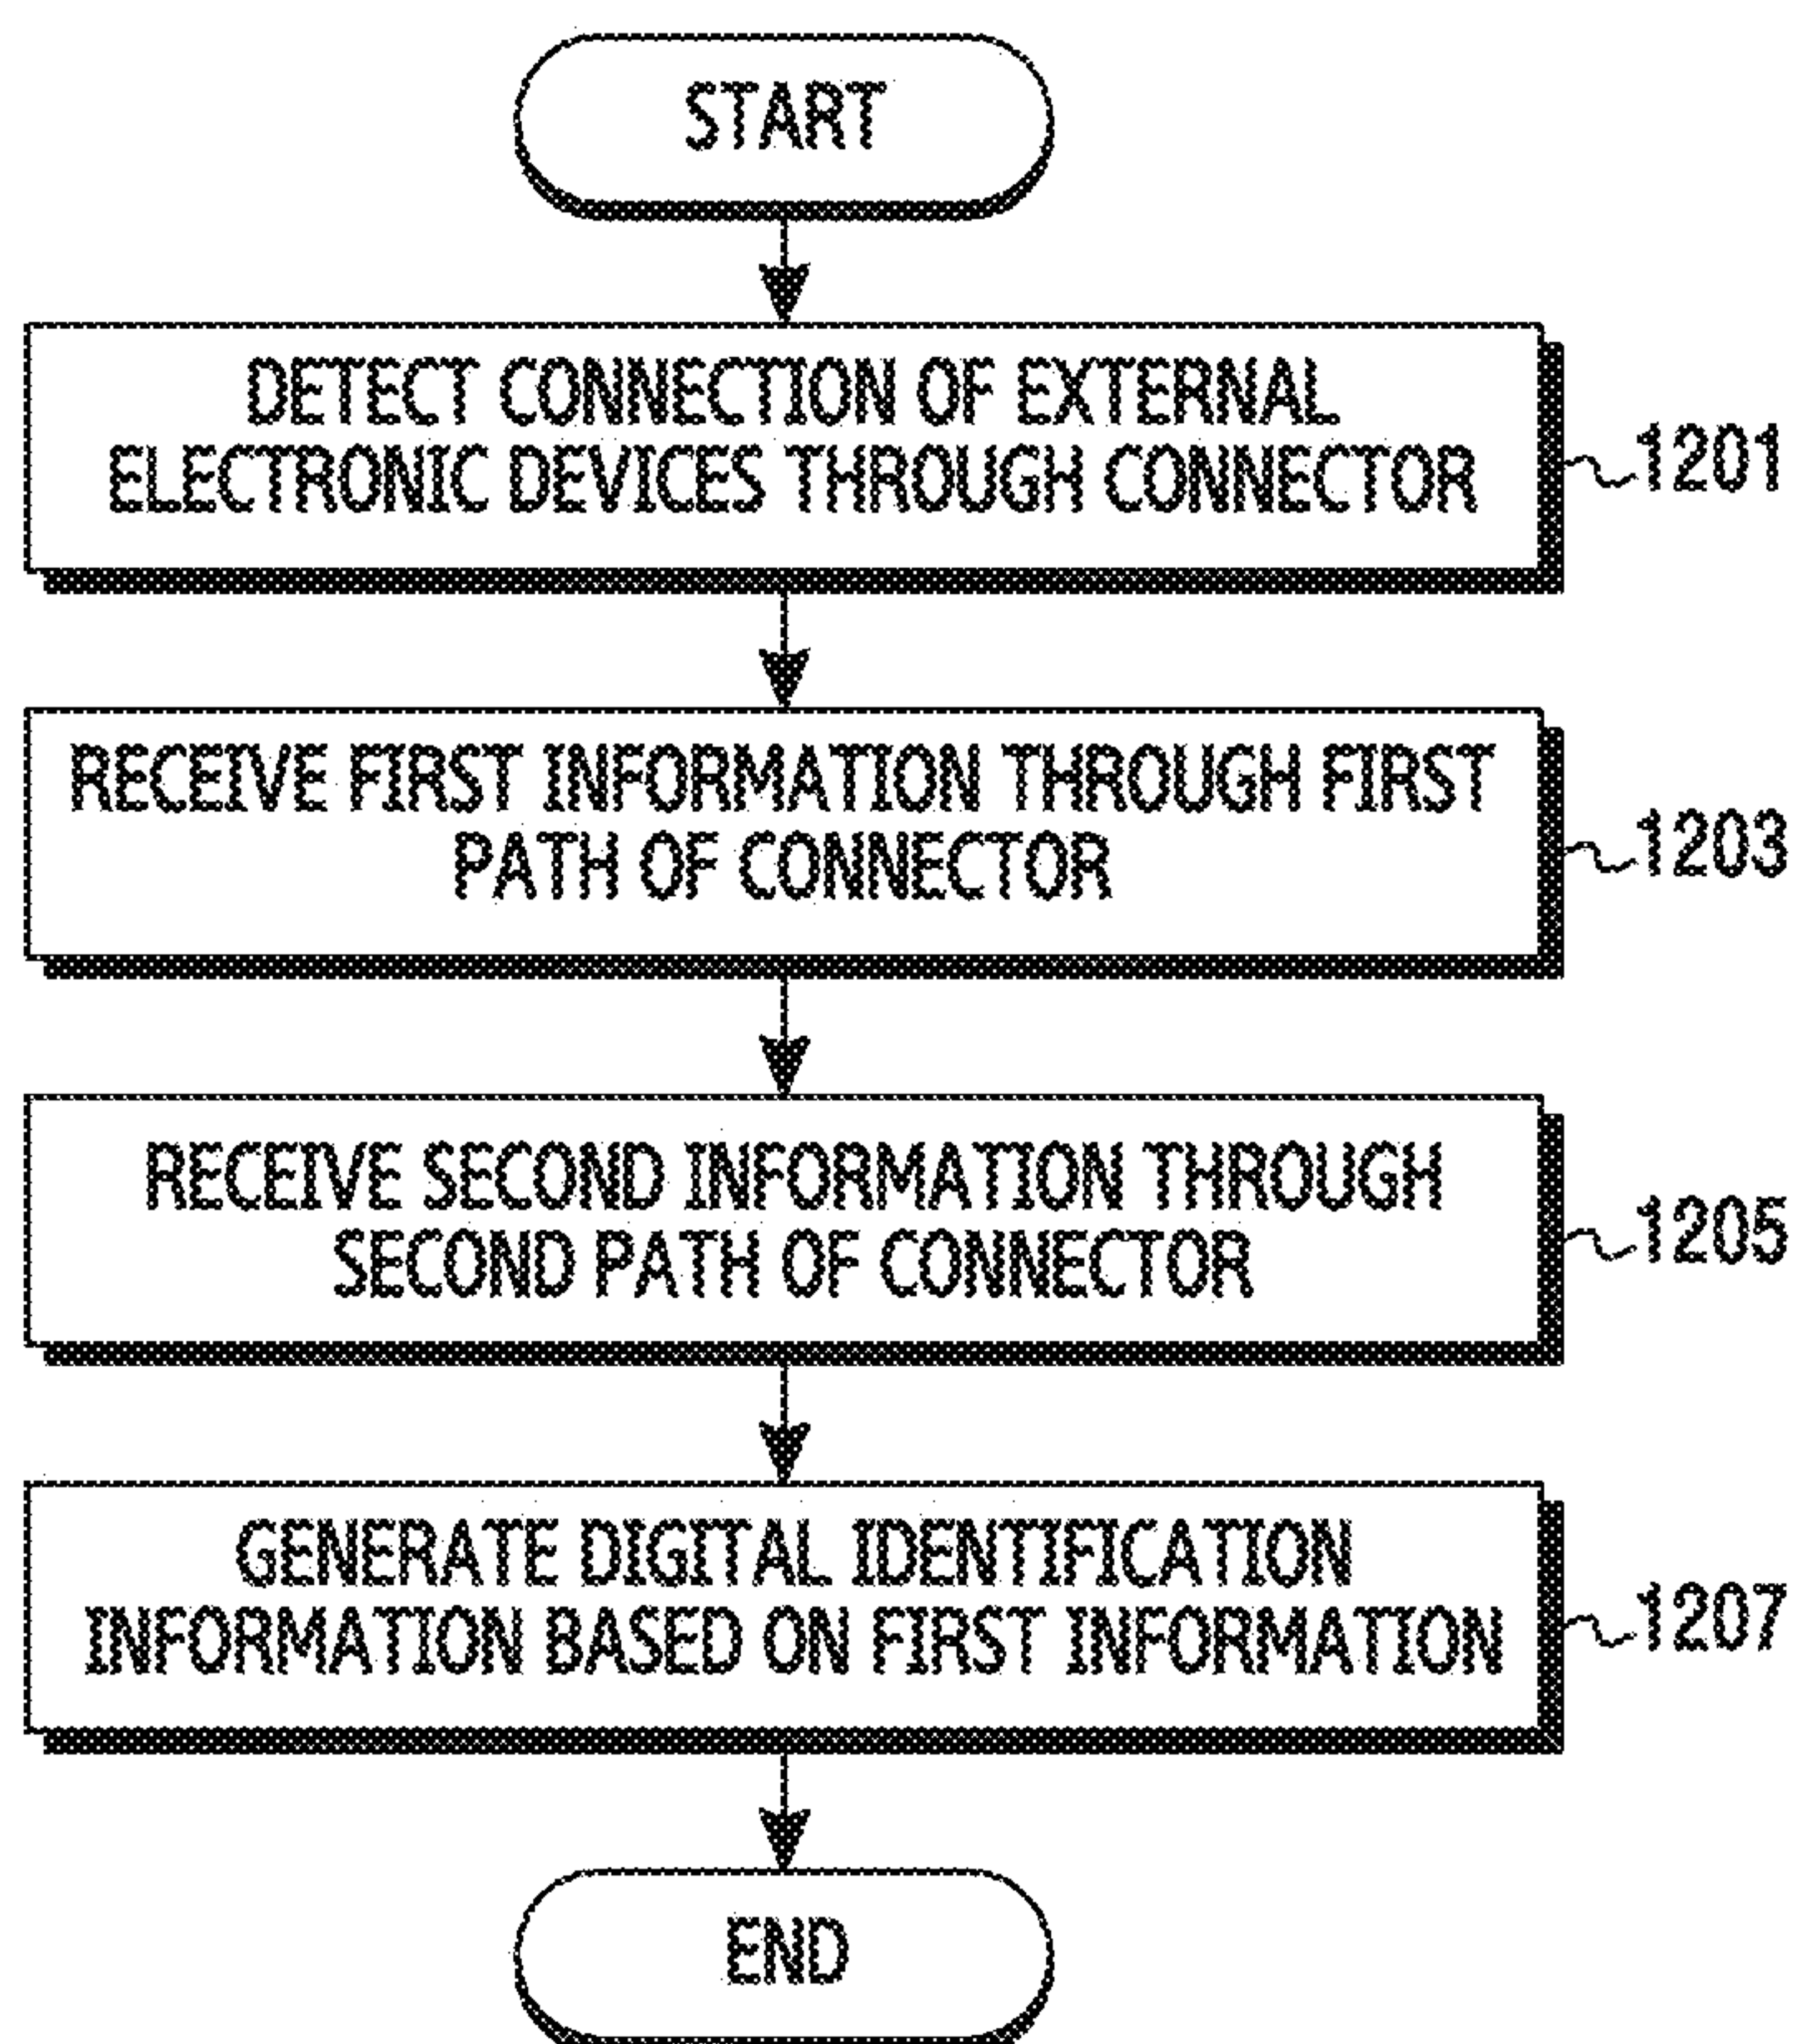 START
DETECT CONNECTION OF EXTERNAL
ELECTRONIC DEVICES THROUGH CONNECTOR
1201
RECEIVE FIRST INFORMATION THROUGH FIRST
PATH OF CONNECTOR
1203
RECEIVE SECOND INFORMATION THROUGH
SECOND PATH OF CONNECTOR
1205
GENERATE DIGITAL IDENTIFICATION
INFORMATION BASED ON FIRST INFORMATION
1207
END